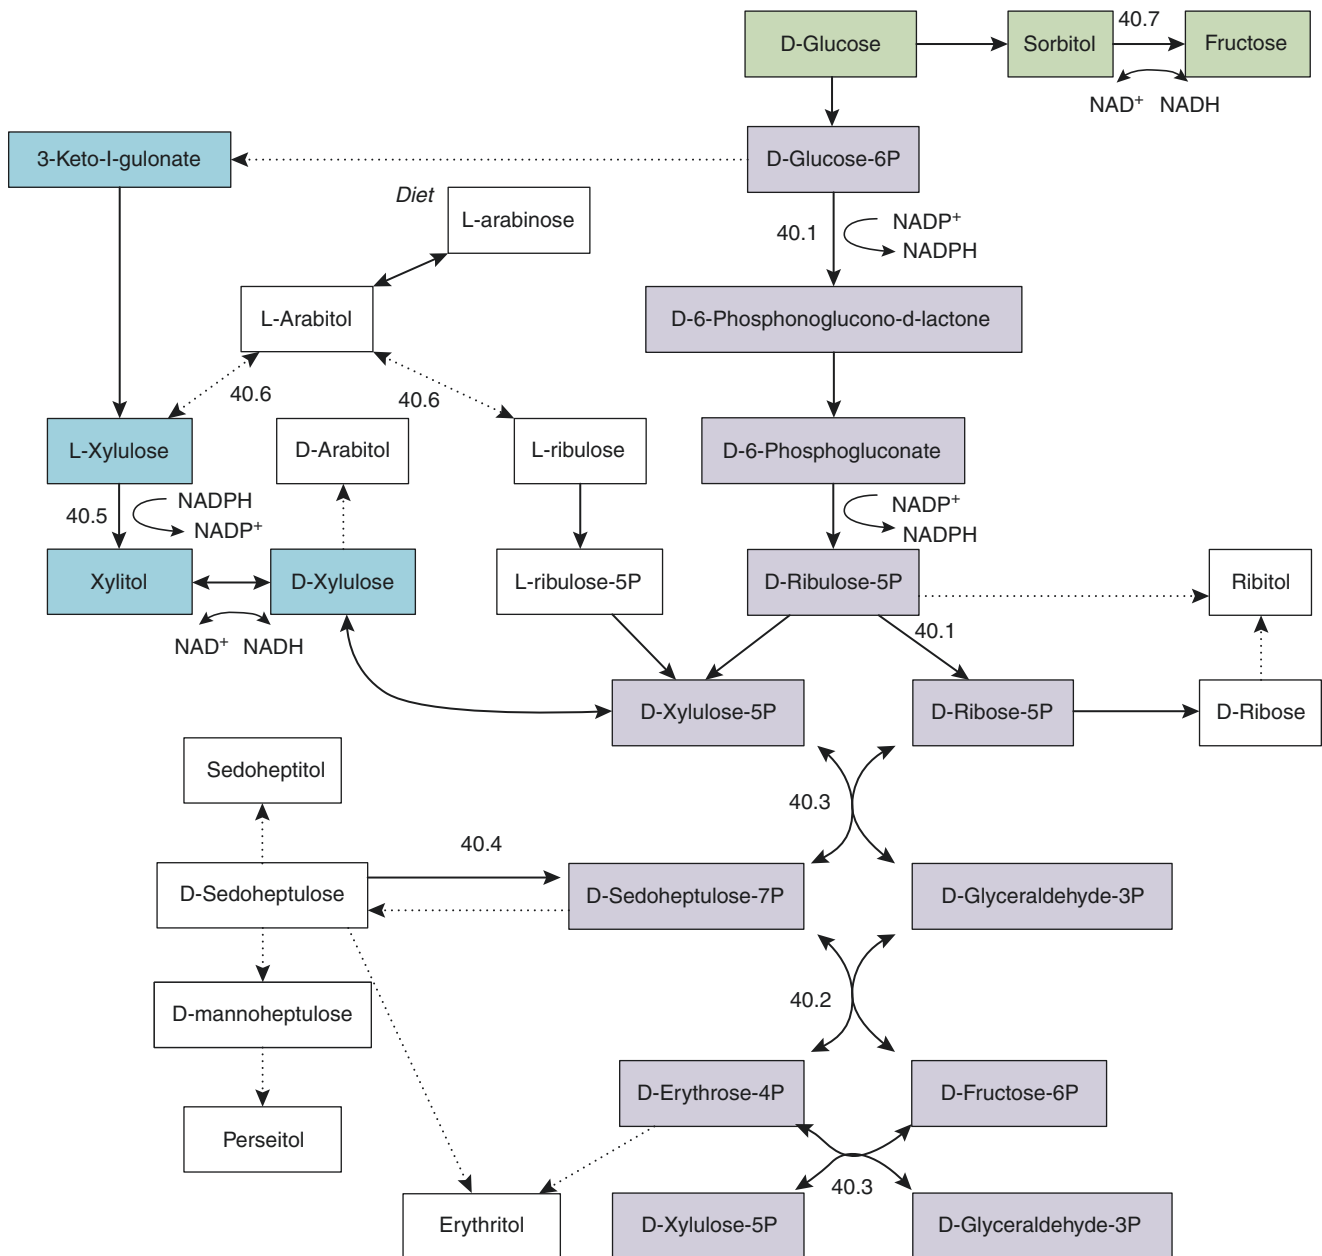 D-Glucose
Sorbitol
40.7
Fructose
NAD+ NADH
3-Keto-l-gulonate
D-Glucose-6P
Diet
L-arabinose
40.1
NADP+
NADPH
L-Arabitol
D-6-Phosphonoglucono-d-lactone
40.6
40.6
L-Xylulose
D-Arabitol
L-ribulose
D-6-Phosphogluconate
40.5
NADPH
NADP+
NADP+
NADPH
Xylitol
D-Xylulose
L-ribulose-5P
D-Ribulose-5P
Ribitol
NAD+ NADH
40.1
D-Xylulose-5P
D-Ribose-5P
D-Ribose
Sedoheptitol
40.3
40.4
D-Sedoheptulose
D-Sedoheptulose-7P
D-Glyceraldehyde-3P
D-mannoheptulose
40.2
D-Erythrose-4P
D-Fructose-6P
Perseitol
40.3
Erythritol
D-Xylulose-5P
D-Glyceraldehyde-3P